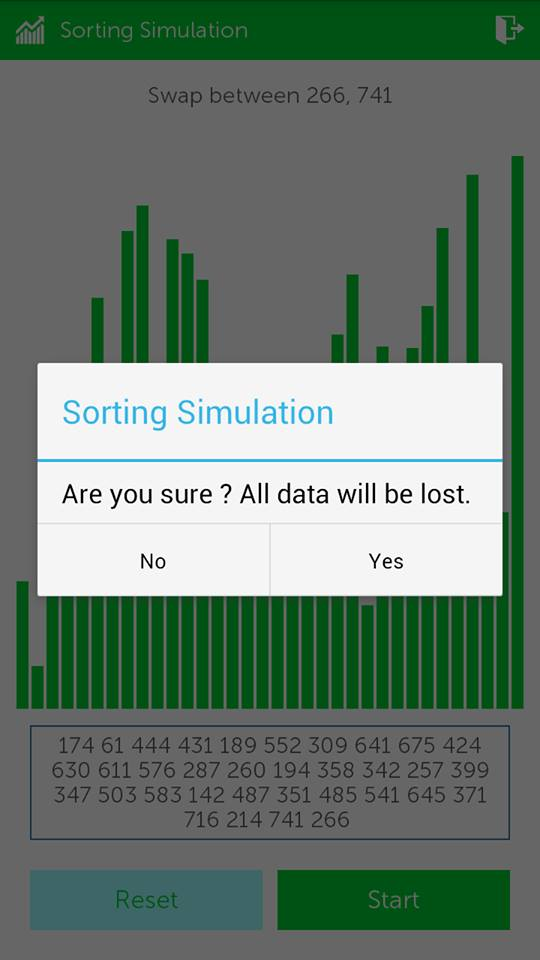 Sorting Simulation
Swap between 266, 741
Sorting Simulation
Are you sure ? All data will be lost.
No
Yes
174 61 444 431 189 552 309 641 675 424
630 611 576 287 260 194 358 342 257 399
347 503 583 142 487 351 485 541 645 371
716 214 741 266
Reset
Start